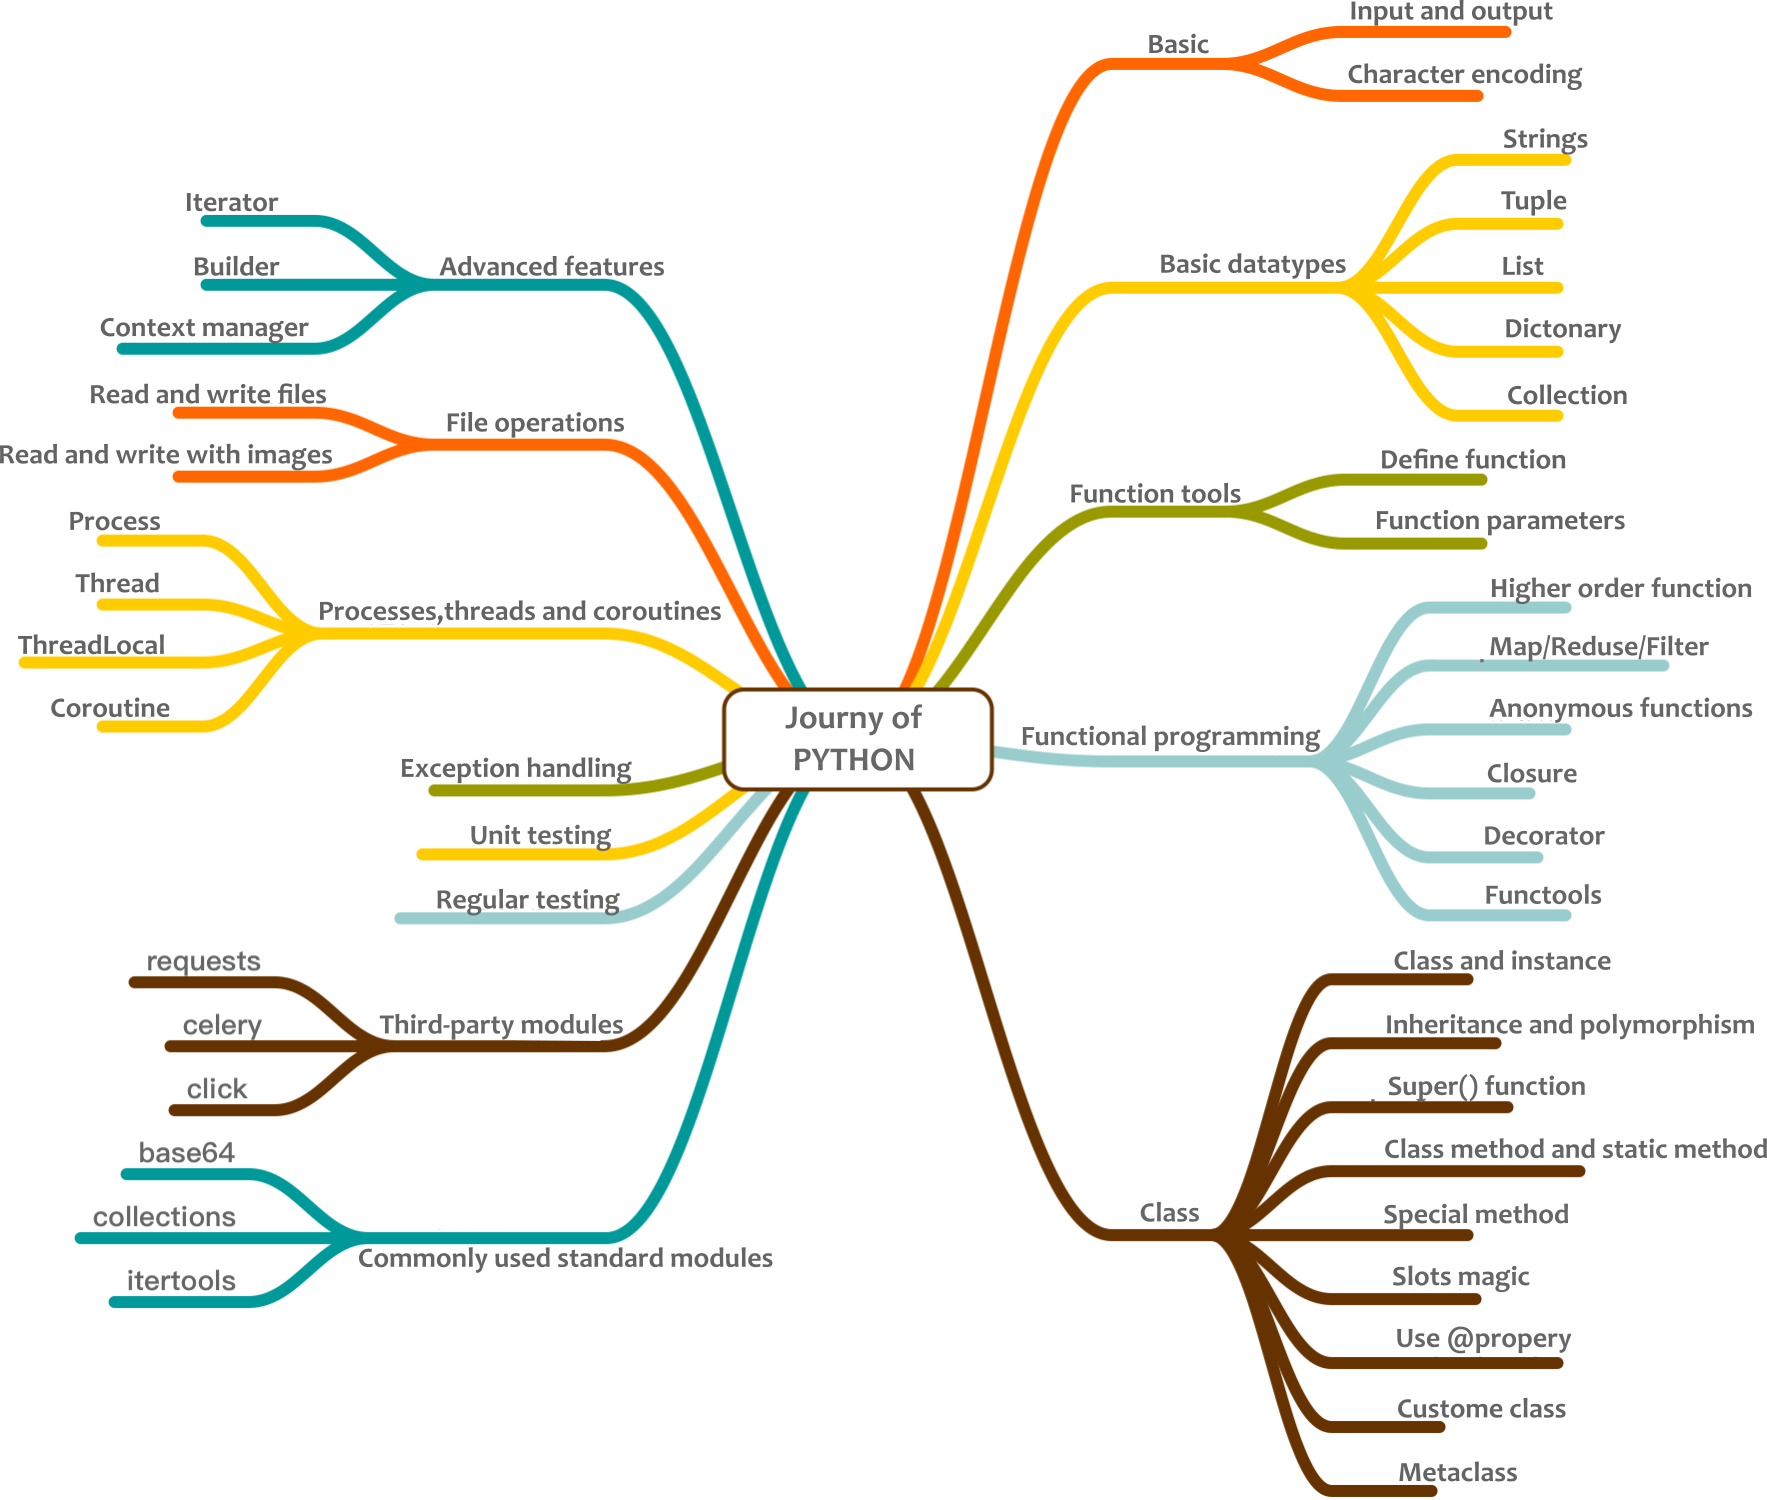 Journy of
PYTHON
Basic
Input and output
Character encoding
Basic datatypes
Strings
Tuple
List
Dictonary
Collection
Function tools
Define function
Function parameters
Functional programming
Higher order function
Map/Reduse/Filter
Anonymous functions
Closure
Decorator
Functools
Class
Class and instance
Inheritance and polymorphism
Super() function
Class method and static method
Special method
Slots magic
Use @propery
Custome class
Metaclass
Advanced features
Iterator
Builder
Context manager
File operations
Read and write files
Read and write with images
Processes,threads and coroutines
Process
Thread
ThreadLocal
Coroutine
Exception handling
Unit testing
Regular testing
Third-party modules
requests
celery
click
Commonly used standard modules
base64
collections
itertools